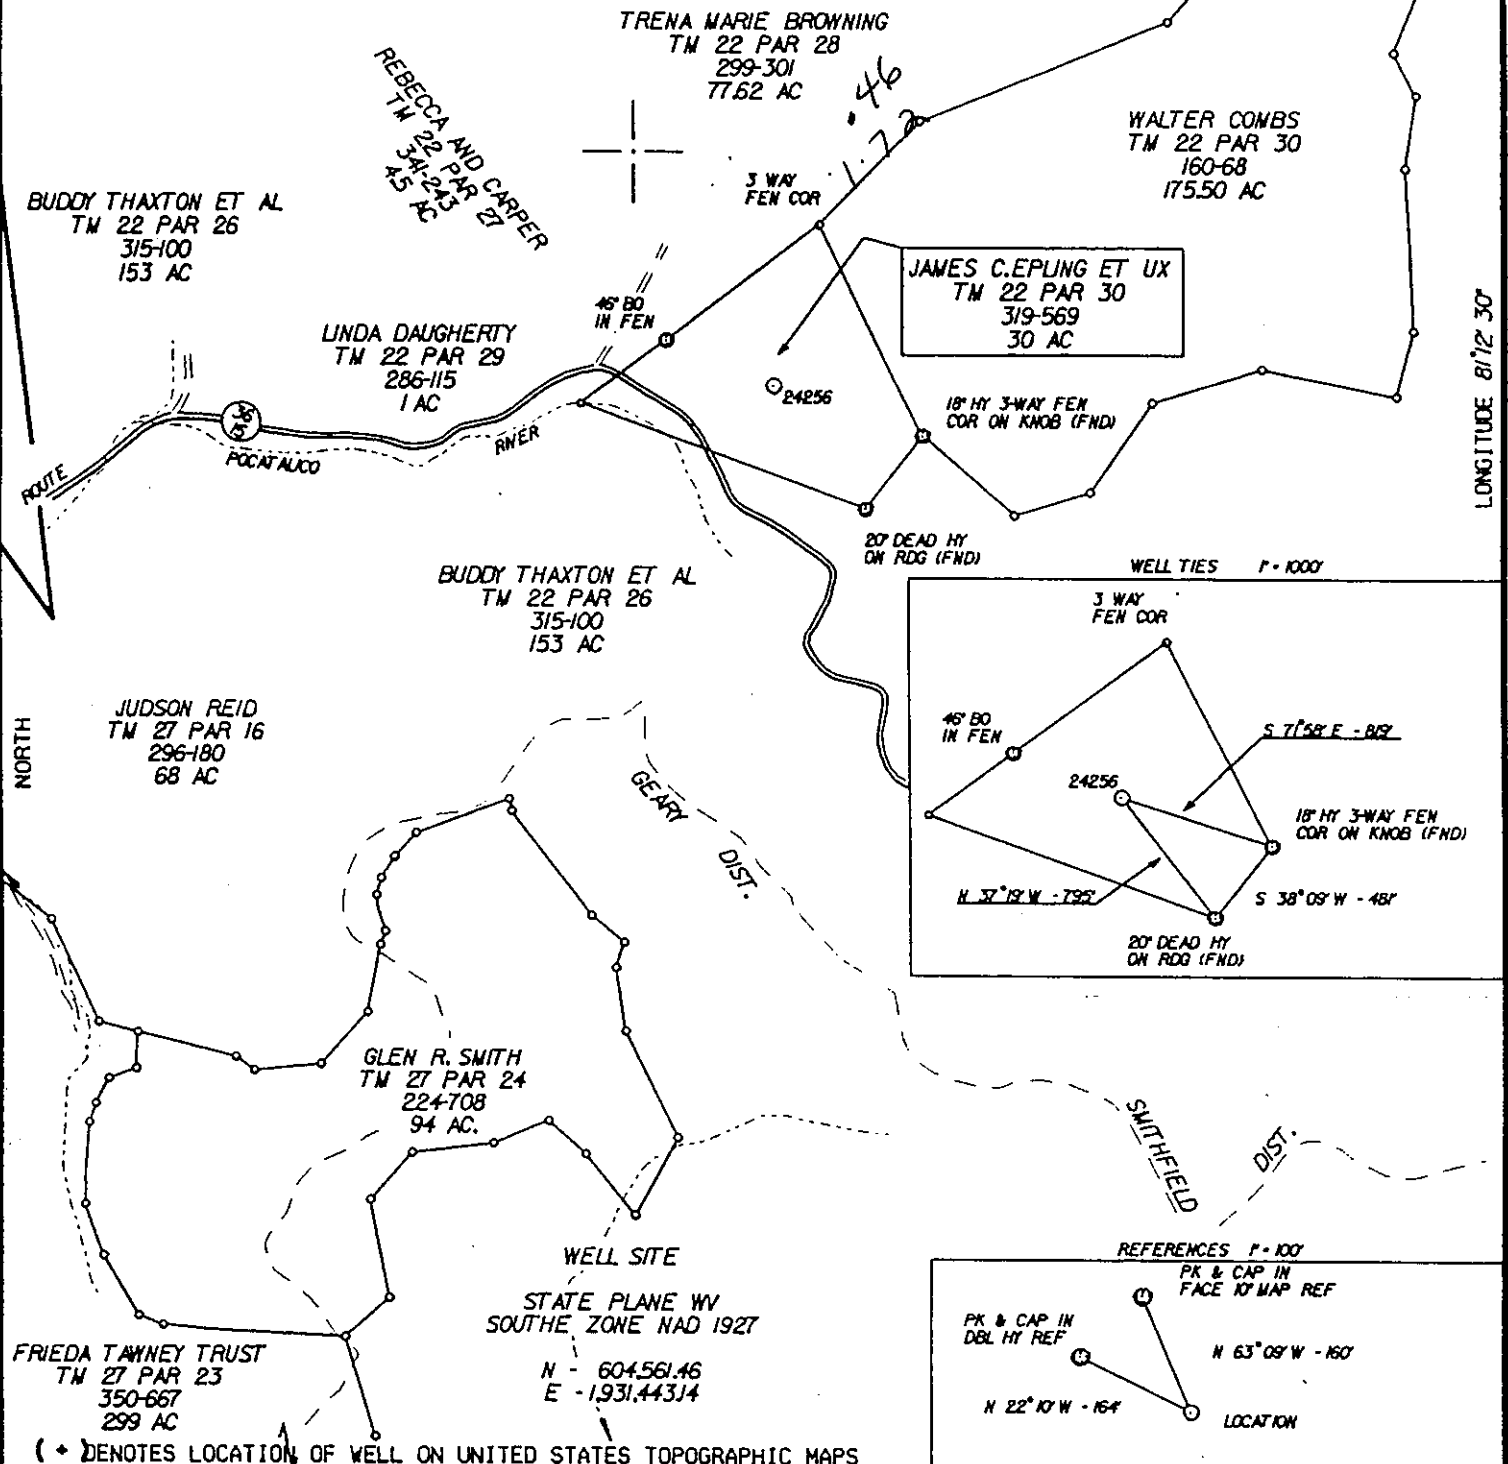 TRENA MARIE BROWNING
TM 22 PAR 28
299-301
77.62 AC
.46
1.72
REBECCA AND CARPER
TM 22 PAR 27
341-243
45 AC
WALTER COMBS
TM 22 PAR 30
160-68
175.50 AC
BUDDY THAXTON ET AL
TM 22 PAR 26
315-100
153 AC
3 WAY
FEN COR
JAMES C.EPLING ET UX
TM 22 PAR 30
319-569
30 AC
46" BO
IN FEN
LINDA DAUGHERTY
TM 22 PAR 29
286-115
1 AC
24256
18" HY 3-WAY FEN
COR ON KNOB (FND)
LONGITUDE 81°12' 30"
36
15
ROUTE
POCATALICO
RIVER
20" DEAD HY
ON RDG (FND)
BUDDY THAXTON ET AL
TM 22 PAR 26
315-100
153 AC
WELL TIES 1" = 1000'
3 WAY
FEN COR
46" BO
IN FEN
S 71°58' E - 819'
24256
18" HY 3-WAY FEN
COR ON KNOB (FND)
N 37°19' W - 795'
S 38°09' W - 481'
20" DEAD HY
ON RDG (FND)
NORTH
JUDSON REID
TM 27 PAR 16
296-180
68 AC
GEARY
DIST.
GLEN R. SMITH
TM 27 PAR 24
224-708
94 AC.
SMITHFIELD
DIST.
WELL SITE
STATE PLANE WV
SOUTHE ZONE NAD 1927
N - 604,561.46
E - 1,931,443.14
REFERENCES 1" = 100'
PK & CAP IN
FACE 10" MAP REF
PK & CAP IN
DBL HY REF
N 63°09' W - 160'
N 22°10' W - 164'
LOCATION
FRIEDA TAWNEY TRUST
TM 27 PAR 23
350-667
299 AC
( + ) DENOTES LOCATION OF WELL ON UNITED STATES TOPOGRAPHIC MAPS